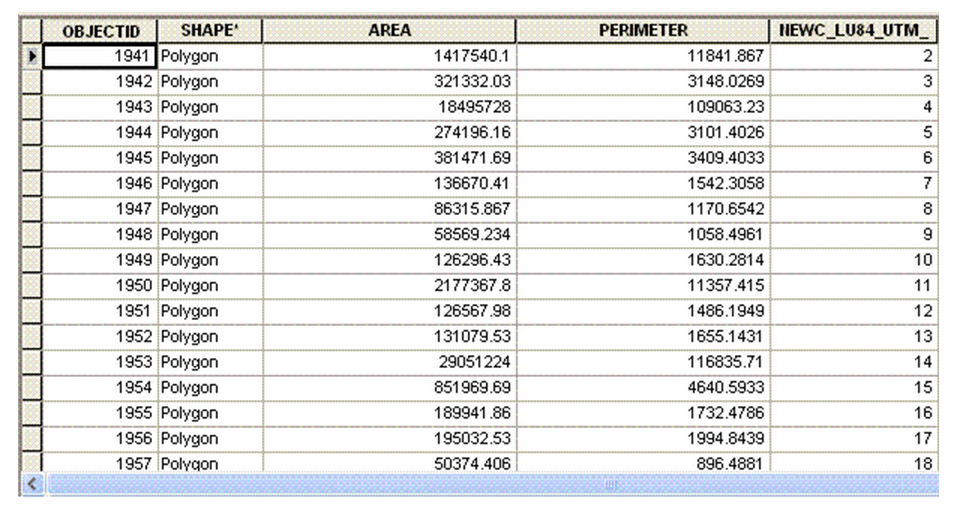 OBJECTID SHAPE* AREA PERIMETER NEWC_LU84_UTM_
1941 Polygon 1417540.1 11841.867 2
1942 Polygon 321332.03 3148.0269 3
1943 Polygon 18495728 109063.23 4
1944 Polygon 274196.16 3101.4026 5
1945 Polygon 381471.69 3409.4033 6
1946 Polygon 136670.41 1542.3058 7
1947 Polygon 86315.867 1170.6542 8
1948 Polygon 58569.234 1058.4961 9
1949 Polygon 126296.43 1630.2814 10
1950 Polygon 2177367.8 11357.415 11
1951 Polygon 126567.98 1486.1949 12
1952 Polygon 131079.53 1655.1431 13
1953 Polygon 29051224 116835.71 14
1954 Polygon 851969.69 4640.5933 15
1955 Polygon 189941.86 1732.4786 16
1956 Polygon 195032.53 1994.8439 17
1957 Polygon 50374.406 896.4881 18